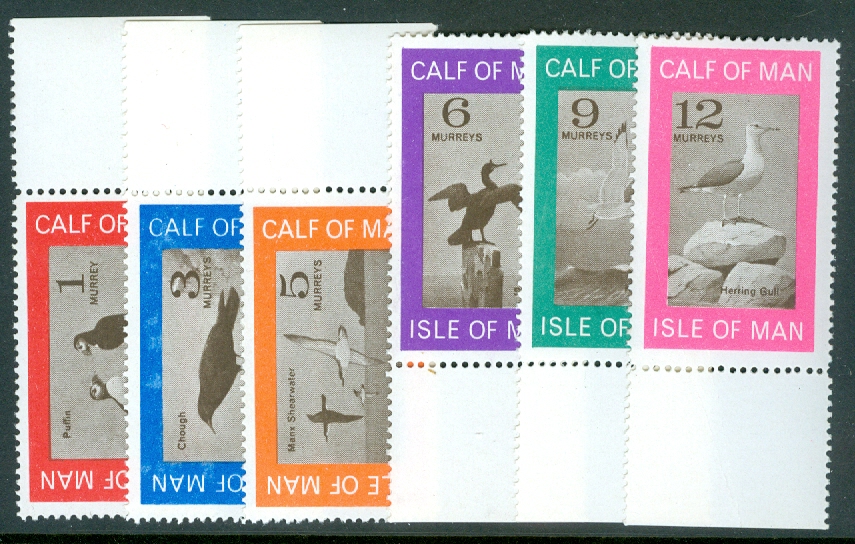 CALF OF
1
MURREY
Puffin
OF MAN
CALF OF
3
MURREYS
Chough
OF MAN
CALF OF MA
5
MURREYS
Manx Shearwater
LE OF MAN
CALF OF M
6
MURREYS
ISLE OF M
CALF OF
9
MURREYS
ISLE OF
CALF OF MAN
12
MURREYS
Herring Gull
ISLE OF MAN